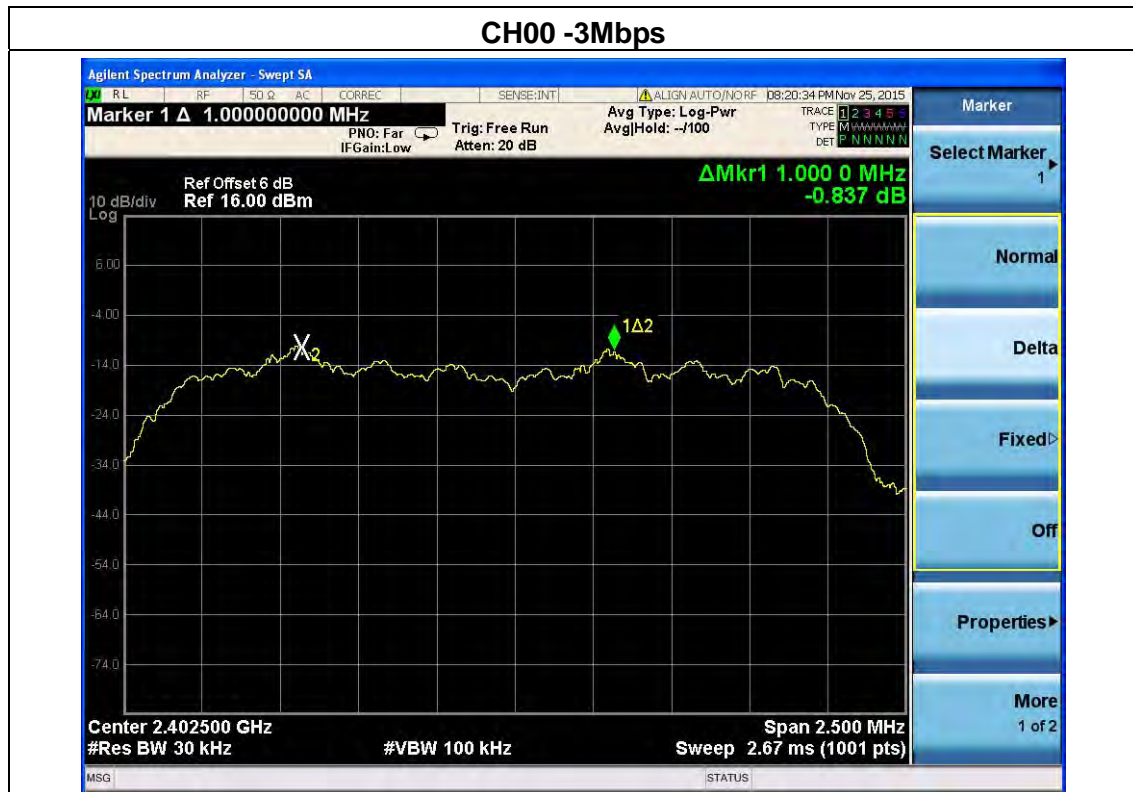 CH00 -3Mbps
Agilent Spectrum Analyzer - Swept SA
LXI RL RF 50 Ω AC CORREC SENSE:INT ALIGN AUTO/NO RF 08:20:34 PM Nov 25, 2015
Marker 1 Δ 1.000000000 MHz
PNO: Far
IFGain:Low
Trig: Free Run
Atten: 20 dB
Avg Type: Log-Pwr
Avg|Hold: --/100
TRACE 1 2 3 4 5 6
TYPE M WWWWW
DET P N N N N N
Ref Offset 6 dB
10 dB/div Ref 16.00 dBm
Log
ΔMkr1 1.000 0 MHz
-0.837 dB
6.00
-4.00
-14.0
-24.0
-34.0
-44.0
-54.0
-64.0
-74.0
X2
1Δ2
Center 2.402500 GHz
#Res BW 30 kHz
#VBW 100 kHz
Span 2.500 MHz
Sweep 2.67 ms (1001 pts)
MSG
STATUS
Marker
Select Marker
1
Normal
Delta
Fixed
Off
Properties
More
1 of 2